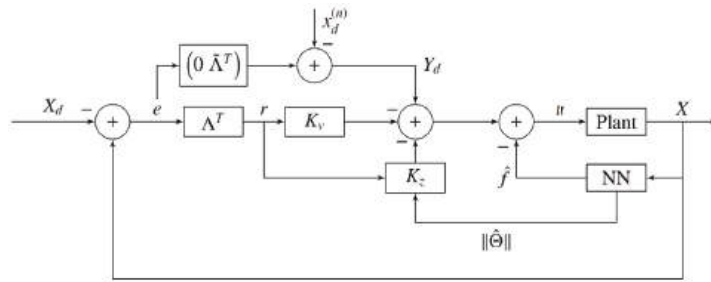 x_d^{(n)}
−
(0 Λ̄^T)
+
Y_d
X_d
−
+
e
Λ^T
r
K_v
−
+
−
+
−
u
Plant
X
K_z
f̂
NN
‖Θ̂‖